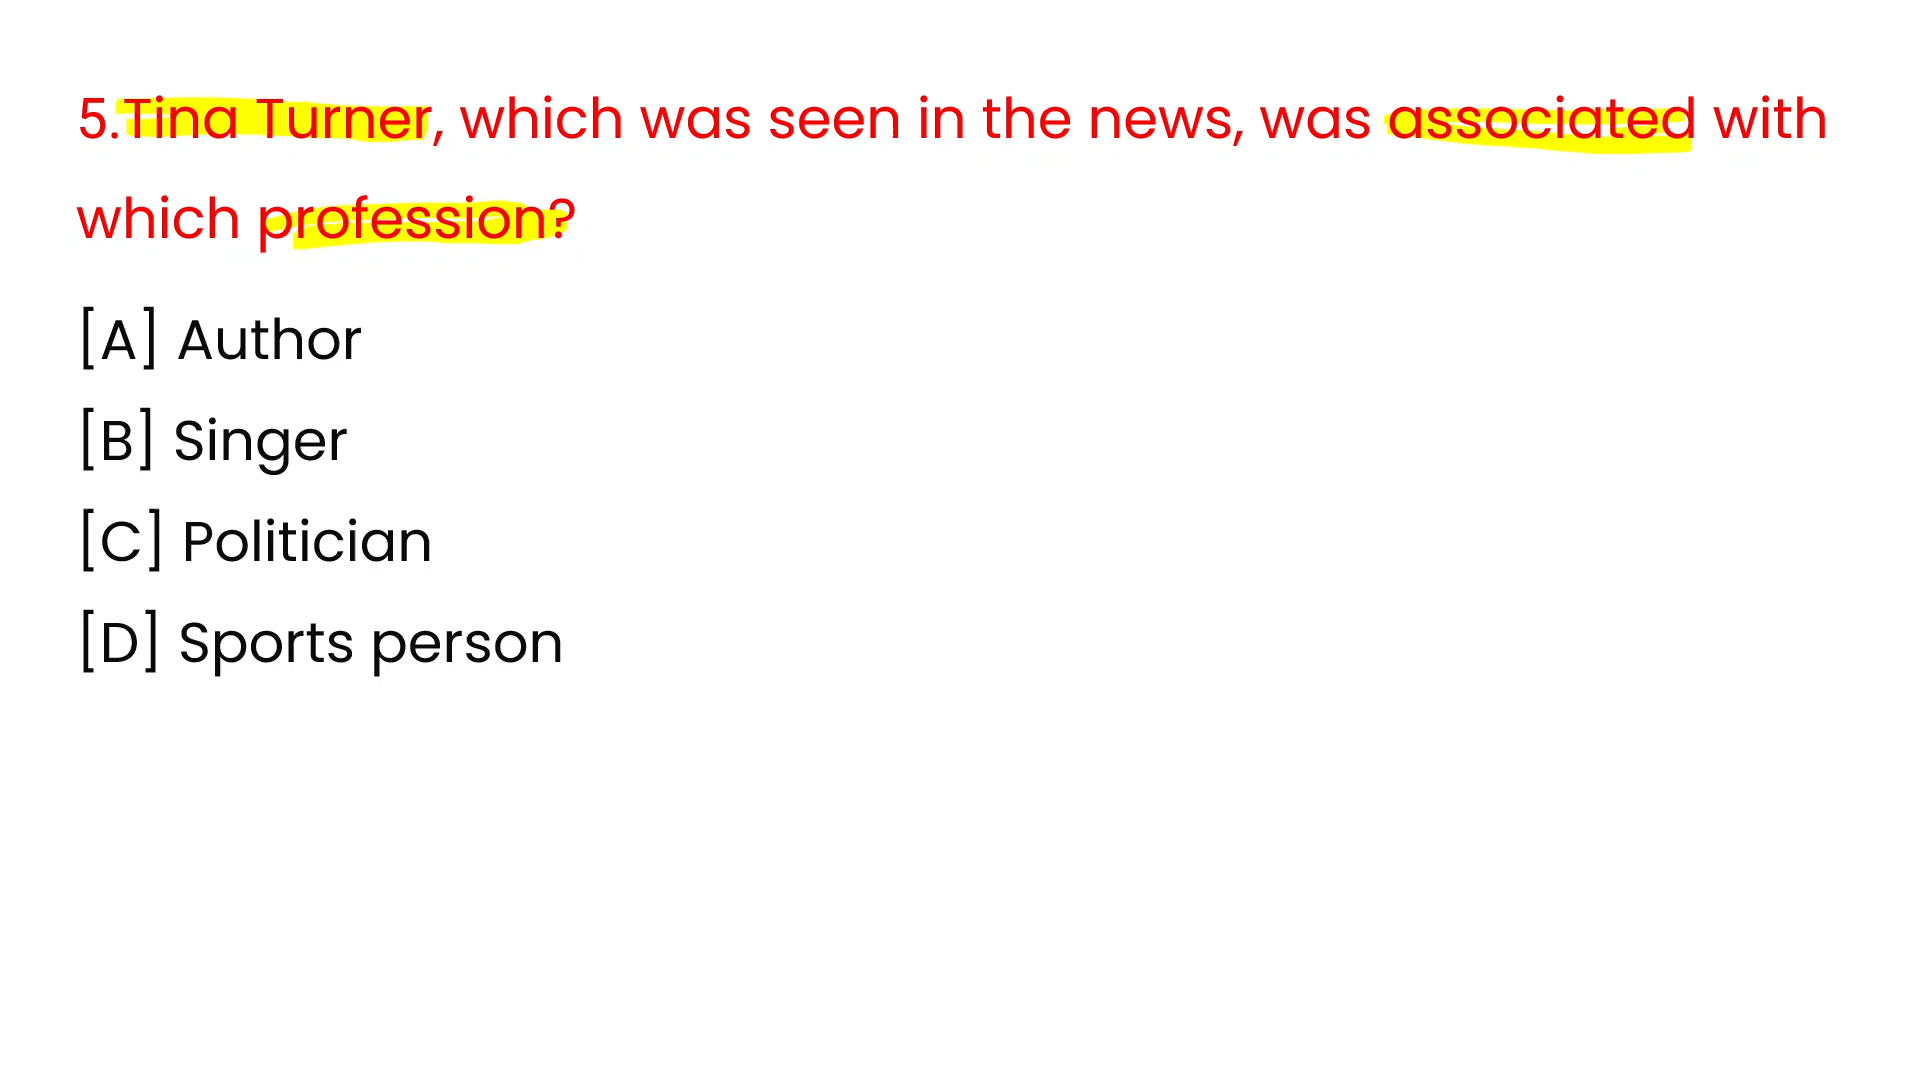 5.Tina Turner, which was seen in the news, was associated with
which profession?
[A] Author
[B] Singer
[C] Politician
[D] Sports person